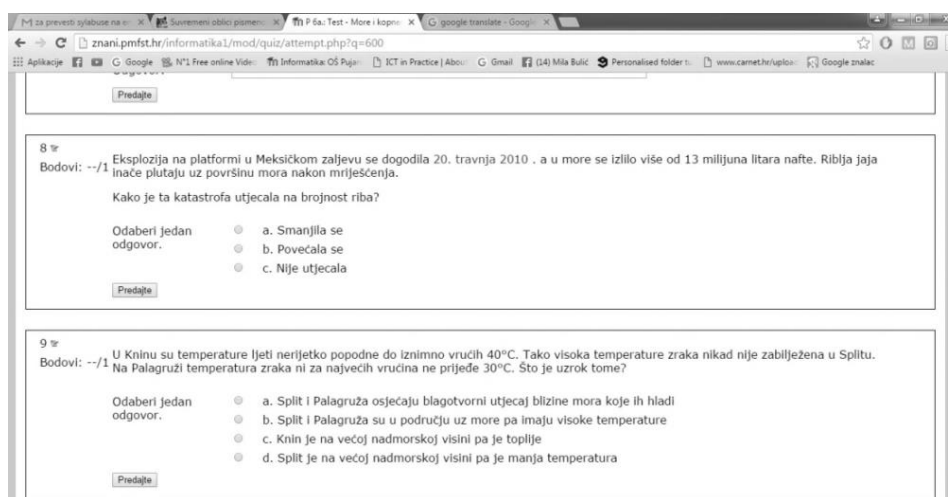 za prevesti sylabuse na en
Suvremeni oblici pismeno
P 6a.: Test - More i kopne
google translate - Google
znani.pmfst.hr/informatika1/mod/quiz/attempt.php?q=600
Aplikacije G Google N°1 Free online Video Informatika: OŠ Pujan ICT in Practice | Abou G Gmail (14) Mila Bulić Personalised folder ti www.carnet.hr/uploa Google znalac
Predajte
8
Bodovi: --/1
Eksplozija na platformi u Meksičkom zaljevu se dogodila 20. travnja 2010 . a u more se izlilo više od 13 milijuna litara nafte. Riblja jaja
inače plutaju uz površinu mora nakon mriješćenja.
Kako je ta katastrofa utjecala na brojnost riba?
Odaberi jedan
odgovor.
a. Smanjila se
b. Povećala se
c. Nije utjecala
Predajte
9
Bodovi: --/1
U Kninu su temperature ljeti nerijetko popodne do iznimno vrućih 40°C. Tako visoka temperature zraka nikad nije zabilježena u Splitu.
Na Palagruži temperatura zraka ni za najvećih vrućina ne prijeđe 30°C. Što je uzrok tome?
Odaberi jedan
odgovor.
a. Split i Palagruža osjećaju blagotvorni utjecaj blizine mora koje ih hladi
b. Split i Palagruža su u području uz more pa imaju visoke temperature
c. Knin je na većoj nadmorskoj visini pa je toplije
d. Split je na većoj nadmorskoj visini pa je manja temperatura
Predajte